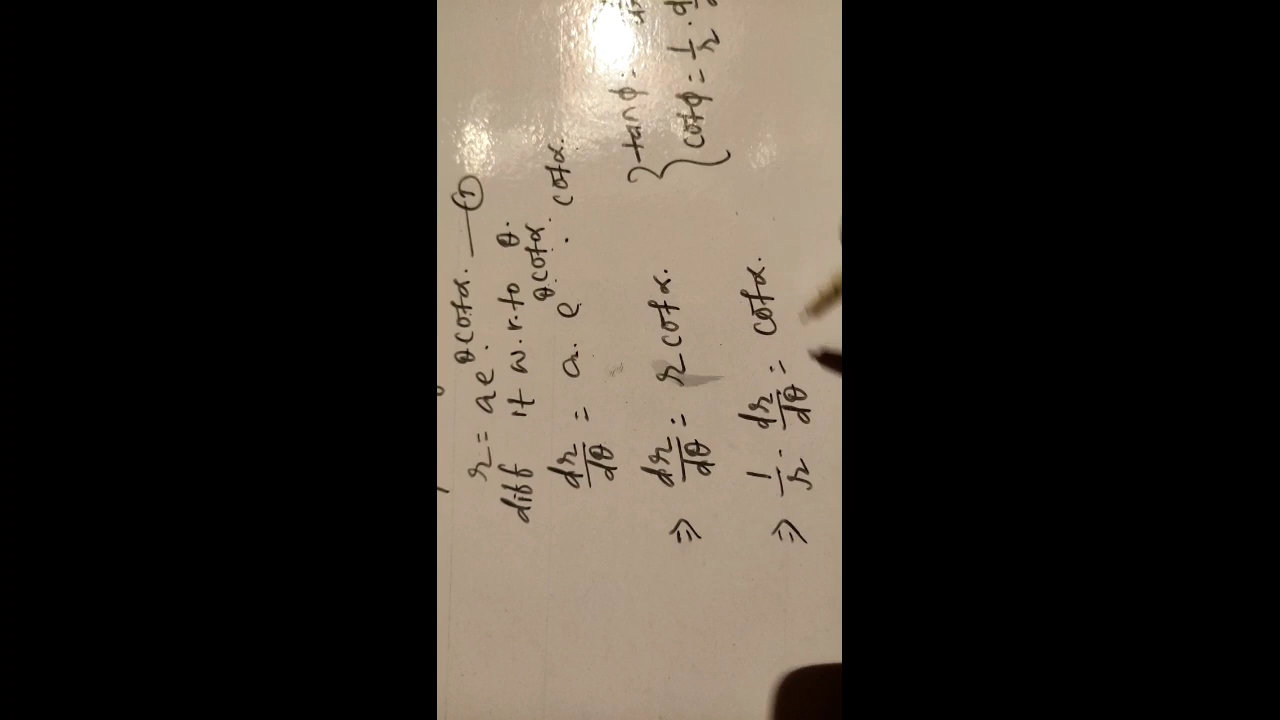 r = ae^θcotα. —①
diff it w.r.to θ.
dr/dθ = a. e^θcotα. cotα.
⇒ dr/dθ = r cotα.
{tanφ =
{cotφ = 1/r .
⇒ 1/r . dr/dθ = cotα.